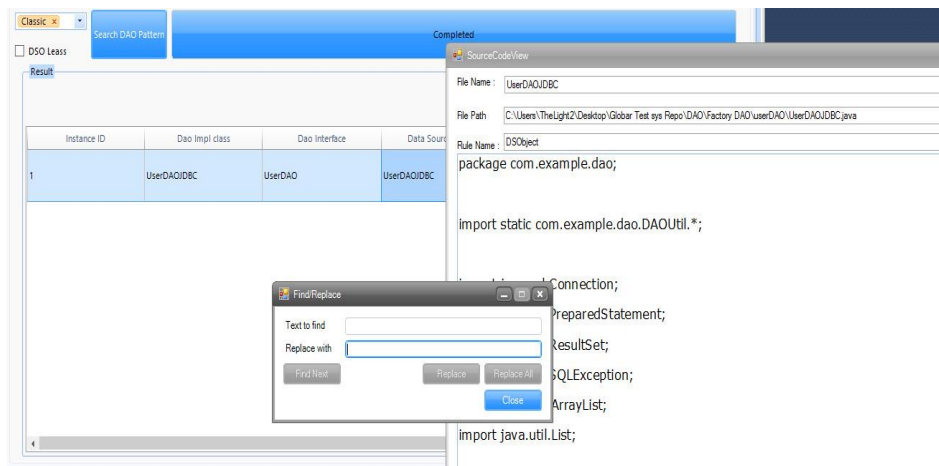 Classic ×
Search DAO Pattern
Completed
DSO Leass
Result
Instance ID
Dao Impl class
Dao Interface
Data Sourc
1
UserDAOJDBC
UserDAO
UserDAOJDBC
SourceCodeView
File Name :
UserDAOJDBC
File Path
C:\Users\TheLight2\Desktop\Globar Test sys Repo\DAO\Factory DAO\userDAO\UserDAOJDBC.java
Rule Name :
DSObject
package com.example.dao;
import static com.example.dao.DAOUtil.*;
Connection;
PreparedStatement;
ResultSet;
SQLException;
ArrayList;
import java.util.List;
Find/Replace
Text to find
Replace with
Find Next
Replace
Replace All
Close